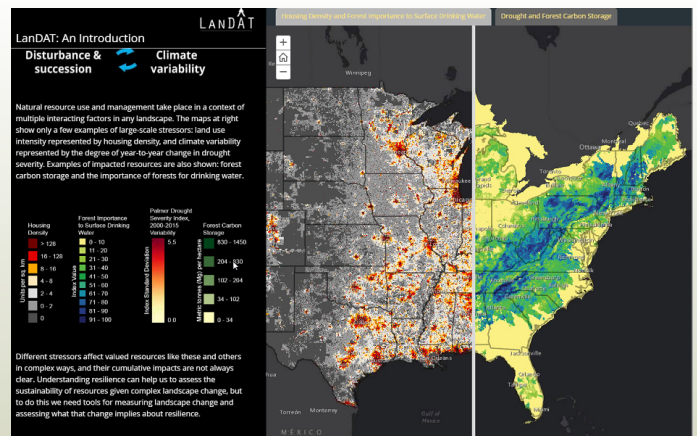 LANDAT
LanDAT: An Introduction
Disturbance & succession
Climate variability
Natural resource use and management take place in a context of
multiple interacting factors in any landscape. The maps at right
show only a few examples of large-scale stressors: land use
intensity represented by housing density, and climate variability
represented by the degree of year-to-year change in drought
severity. Examples of impacted resources are also shown: forest
carbon storage and the importance of forests for drinking water.
Housing
Density
Units per sq. km
> 128
16 - 128
8 - 16
4 - 8
2 - 4
0 - 2
0
Forest Importance
to Surface Drinking
Water
Index Value
0 - 10
11 - 20
21 - 30
31 - 40
41 - 50
51 - 60
61 - 70
71 - 80
81 - 90
91 - 100
Palmer Drought
Severity Index,
2000-2015
Variability
Index Standard Deviation
5.5
0.0
Forest Carbon
Storage
Metric tonnes (Mg) per hectare
830 - 1450
204 - 830
102 - 204
34 - 102
0 - 34
Different stressors affect valued resources like these and others
in complex ways, and their cumulative impacts are not always
clear. Understanding resilience can help us to assess the
sustainability of resources given complex landscape change, but
to do this we need tools for measuring landscape change and
assessing what that change implies about resilience.
Housing Density and Forest Importance to Surface Drinking Water
Drought and Forest Carbon Storage
+
−
Winnipeg
Quebec
Ottawa
Montreal
Toronto
Chicago
Washington
Jacksonville
Orlando
Miami
Torreón
Monterrey
Gulf of
Mexico
MÉXICO